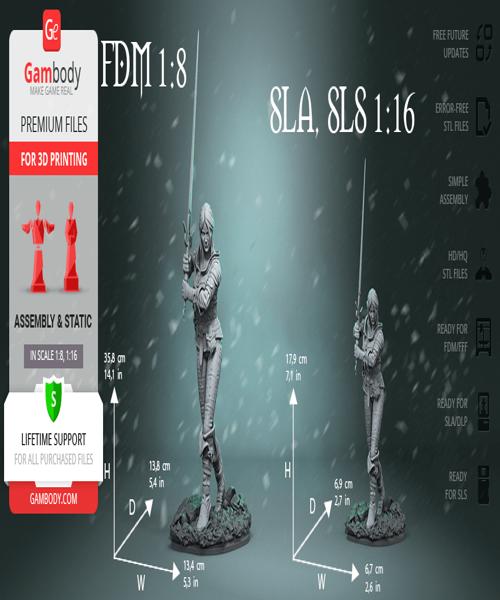 Ge
Gambody
MAKE GAME REAL
PREMIUM FILES
FOR 3D PRINTING
ASSEMBLY & STATIC
IN SCALE 1:8, 1:16
S
LIFETIME SUPPORT
FOR ALL PURCHASED FILES
GAMBODY.COM
FDM 1:8
35,8 cm
14,1 in
H
13,8 cm
5,4 in
D
13,4 cm
5,3 in
W
SLA, SLS 1:16
17,9 cm
7,1 in
H
6,9 cm
2,7 in
D
6,7 cm
2,6 in
W
FREE FUTURE
UPDATES
ERROR-FREE
STL FILES
SIMPLE
ASSEMBLY
HD/HQ
STL FILES
READY FOR
FDM/FFF
READY FOR
SLA/DLP
READY
FOR SLS